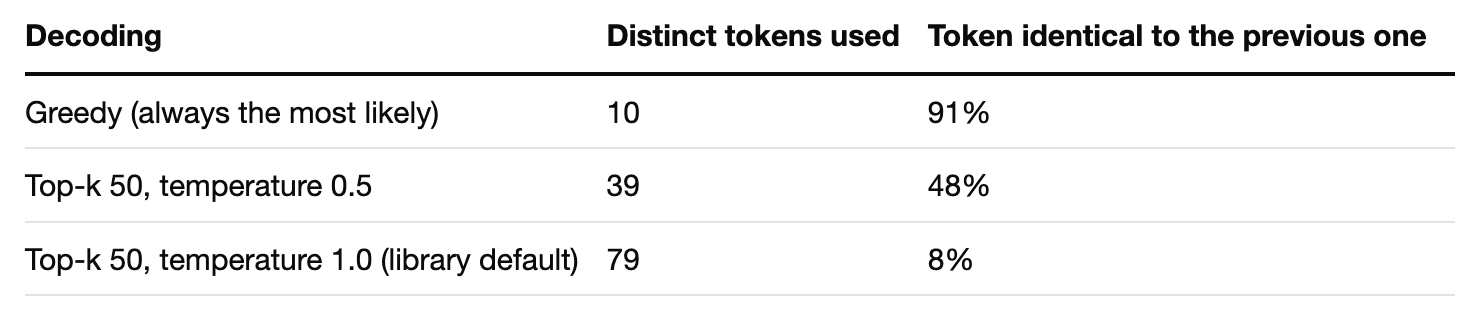 Decoding Distinct tokens used Token identical to the previous one
Greedy (always the most likely) 10 91%
Top-k 50, temperature 0.5 39 48%
Top-k 50, temperature 1.0 (library default) 79 8%